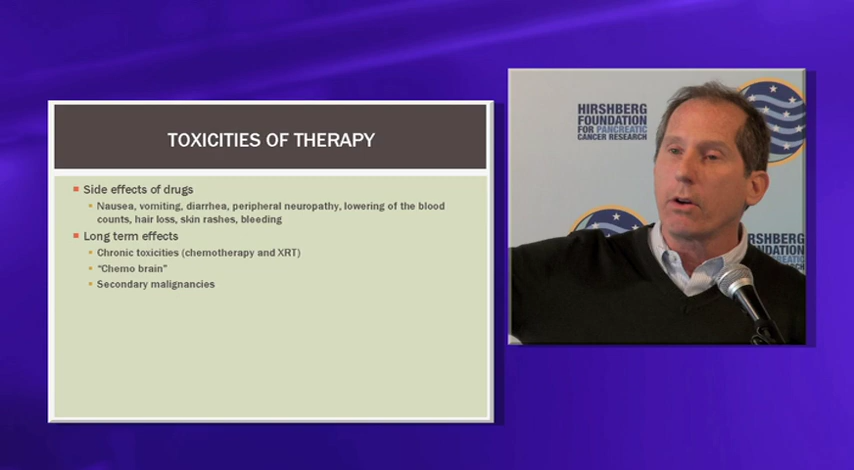 TOXICITIES OF THERAPY
Side effects of drugs
Nausea, vomiting, diarrhea, peripheral neuropathy, lowering of the blood
counts, hair loss, skin rashes, bleeding
Long term effects
Chronic toxicities (chemotherapy and XRT)
"Chemo brain"
Secondary malignancies
HIRSHBERG
FOUNDATION
FOR PANCREATIC
CANCER RESEARCH
RSHBERG
NDATION